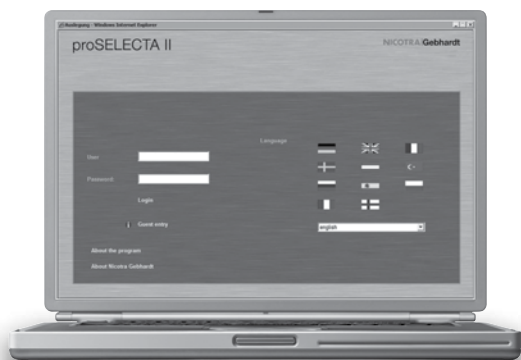 Auslegung - Windows Internet Explorer
proSELECTA II
NICOTRA Gebhardt
Language
User
Password
Login
Guest entry
english
About the program
About Nicotra Gebhardt